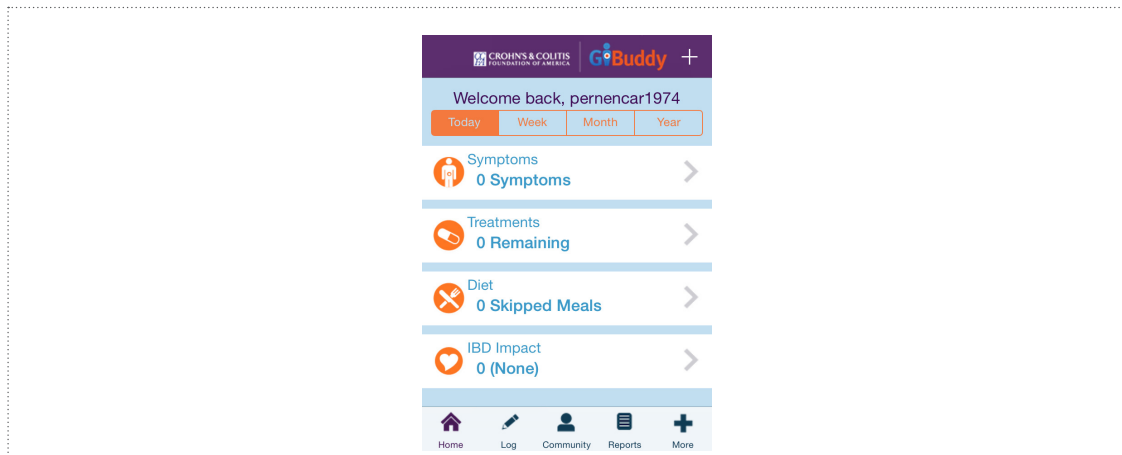 CROHN'S & COLITIS
FOUNDATION OF AMERICA
GiBuddy
Welcome back, pernencar1974
Today Week Month Year
Symptoms
0 Symptoms
Treatments
0 Remaining
Diet
0 Skipped Meals
IBD Impact
0 (None)
Home Log Community Reports More